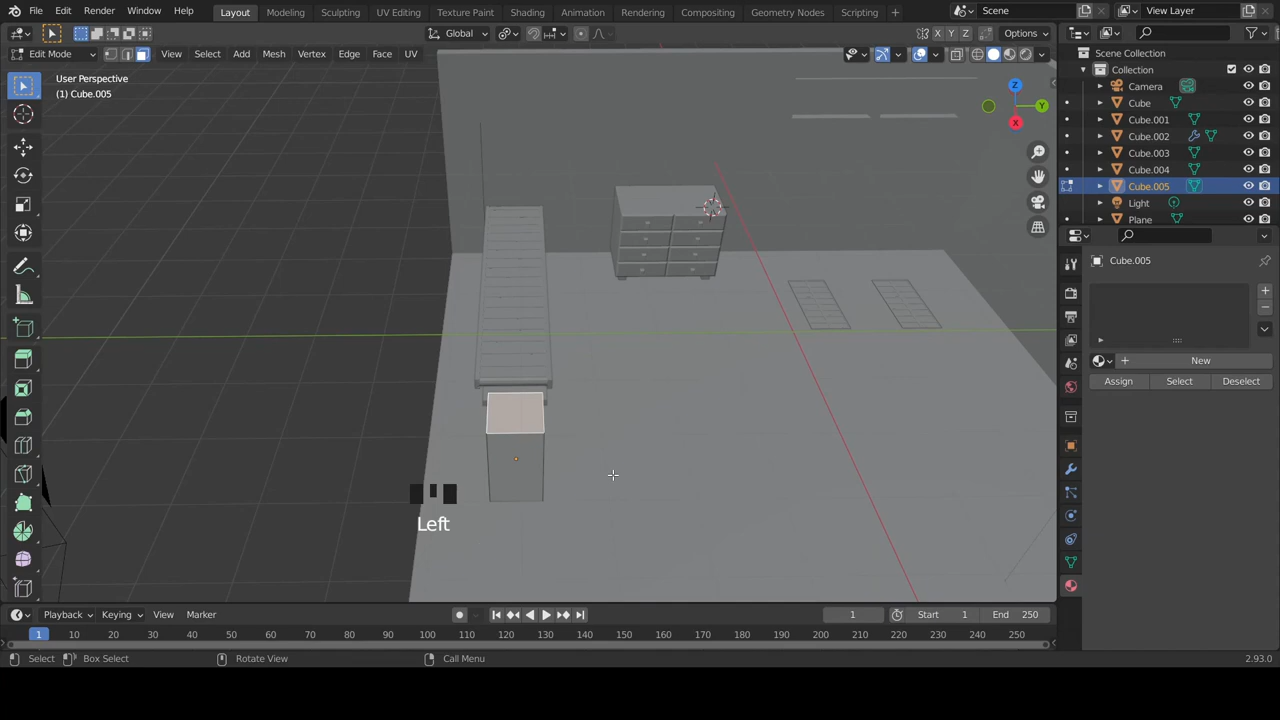 File Edit Render Window Help Layout Modeling Sculpting UV Editing Texture Paint Shading Animation Rendering Compositing Geometry Nodes Scripting + Scene View Layer
Global X Y Z Options
Edit Mode View Select Add Mesh Vertex Edge Face UV
User Perspective
(1) Cube.005
Z
Y
X
Left
Scene Collection
Collection
Camera
Cube
Cube.001
Cube.002
Cube.003
Cube.004
Cube.005
Light
Plane
Cube.005
New
Assign Select Deselect
Playback Keying View Marker 1 Start 1 End 250
1 10 20 30 40 50 60 70 80 90 100 110 120 130 140 150 160 170 180 190 200 210 220 230 240 250
Select Box Select Rotate View Call Menu 2.93.0